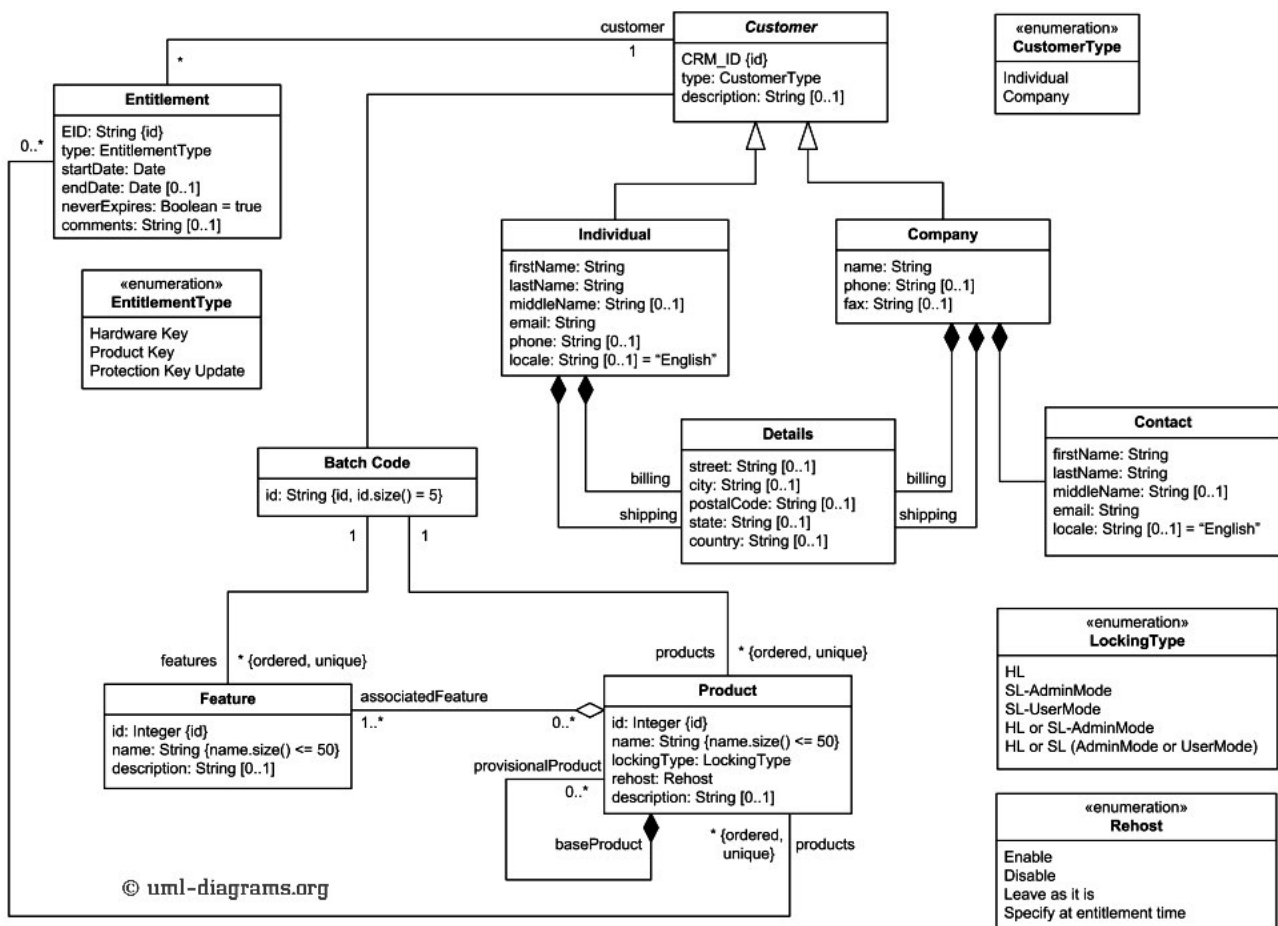 customer
1
*
Customer
CRM_ID {id}
type: CustomerType
description: String [0..1]
«enumeration»
CustomerType
Individual
Company
Entitlement
EID: String {id}
type: EntitlementType
startDate: Date
endDate: Date [0..1]
neverExpires: Boolean = true
comments: String [0..1]
0..*
«enumeration»
EntitlementType
Hardware Key
Product Key
Protection Key Update
Individual
firstName: String
lastName: String
middleName: String [0..1]
email: String
phone: String [0..1]
locale: String [0..1] = “English”
Company
name: String
phone: String [0..1]
fax: String [0..1]
Details
street: String [0..1]
city: String [0..1]
postalCode: String [0..1]
state: String [0..1]
country: String [0..1]
billing
shipping
billing
shipping
Contact
firstName: String
lastName: String
middleName: String [0..1]
email: String
locale: String [0..1] = “English”
Batch Code
id: String {id, id.size() = 5}
1
1
features
* {ordered, unique}
products
* {ordered, unique}
Feature
id: Integer {id}
name: String {name.size() <= 50}
description: String [0..1]
associatedFeature
1..*
0..*
Product
id: Integer {id}
name: String {name.size() <= 50}
lockingType: LockingType
rehost: Rehost
description: String [0..1]
provisionalProduct
0..*
baseProduct
* {ordered,
unique}
products
«enumeration»
LockingType
HL
SL-AdminMode
SL-UserMode
HL or SL-AdminMode
HL or SL (AdminMode or UserMode)
«enumeration»
Rehost
Enable
Disable
Leave as it is
Specify at entitlement time
© uml-diagrams.org